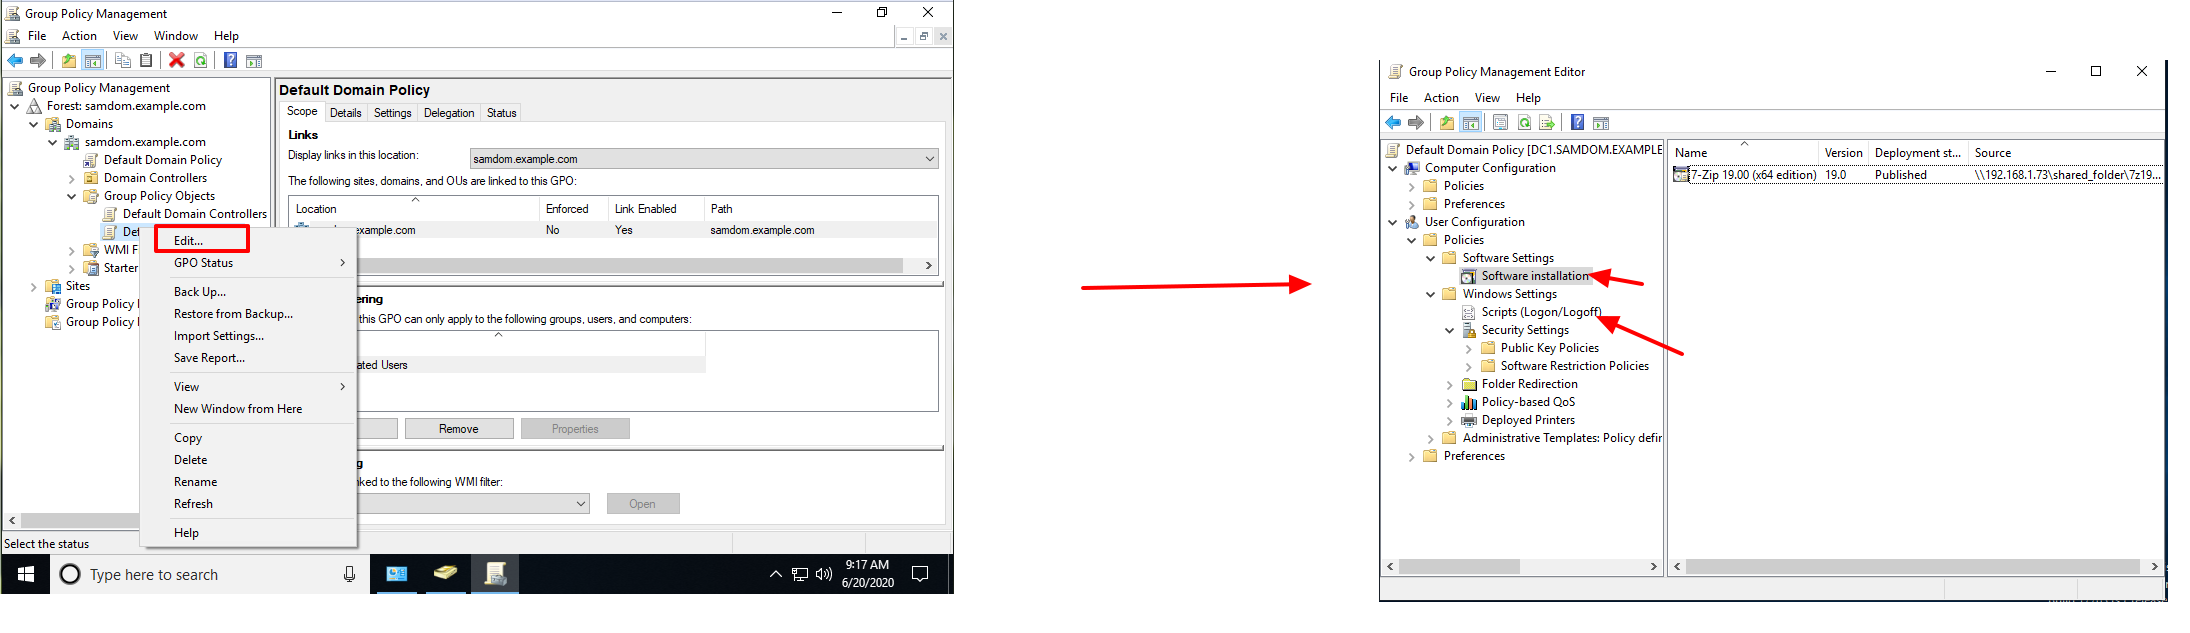 Group Policy Management
File Action View Window Help
Group Policy Management
Forest: samdom.example.com
Domains
samdom.example.com
Default Domain Policy
Domain Controllers
Group Policy Objects
Default Domain Controllers
Def
WMI F
Starter
Sites
Group Policy
Group Policy
Edit...
GPO Status
Back Up...
Restore from Backup...
Import Settings...
Save Report...
View
New Window from Here
Copy
Delete
Rename
Refresh
Help
Default Domain Policy
Scope Details Settings Delegation Status
Links
Display links in this location: samdom.example.com
The following sites, domains, and OUs are linked to this GPO:
Location Enforced Link Enabled Path
example.com No Yes samdom.example.com
ering
this GPO can only apply to the following groups, users, and computers:
ated Users
Remove Properties
g
ked to the following WMI filter:
Open
Select the status
Type here to search
9:17 AM
6/20/2020
Group Policy Management Editor
File Action View Help
Default Domain Policy [DC1.SAMDOM.EXAMPLE
Computer Configuration
Policies
Preferences
User Configuration
Policies
Software Settings
Software installation
Windows Settings
Scripts (Logon/Logoff)
Security Settings
Public Key Policies
Software Restriction Policies
Folder Redirection
Policy-based QoS
Deployed Printers
Administrative Templates: Policy defir
Preferences
Name Version Deployment st... Source
7-Zip 19.00 (x64 edition) 19.0 Published \\192.168.1.73\shared_folder\7z19...